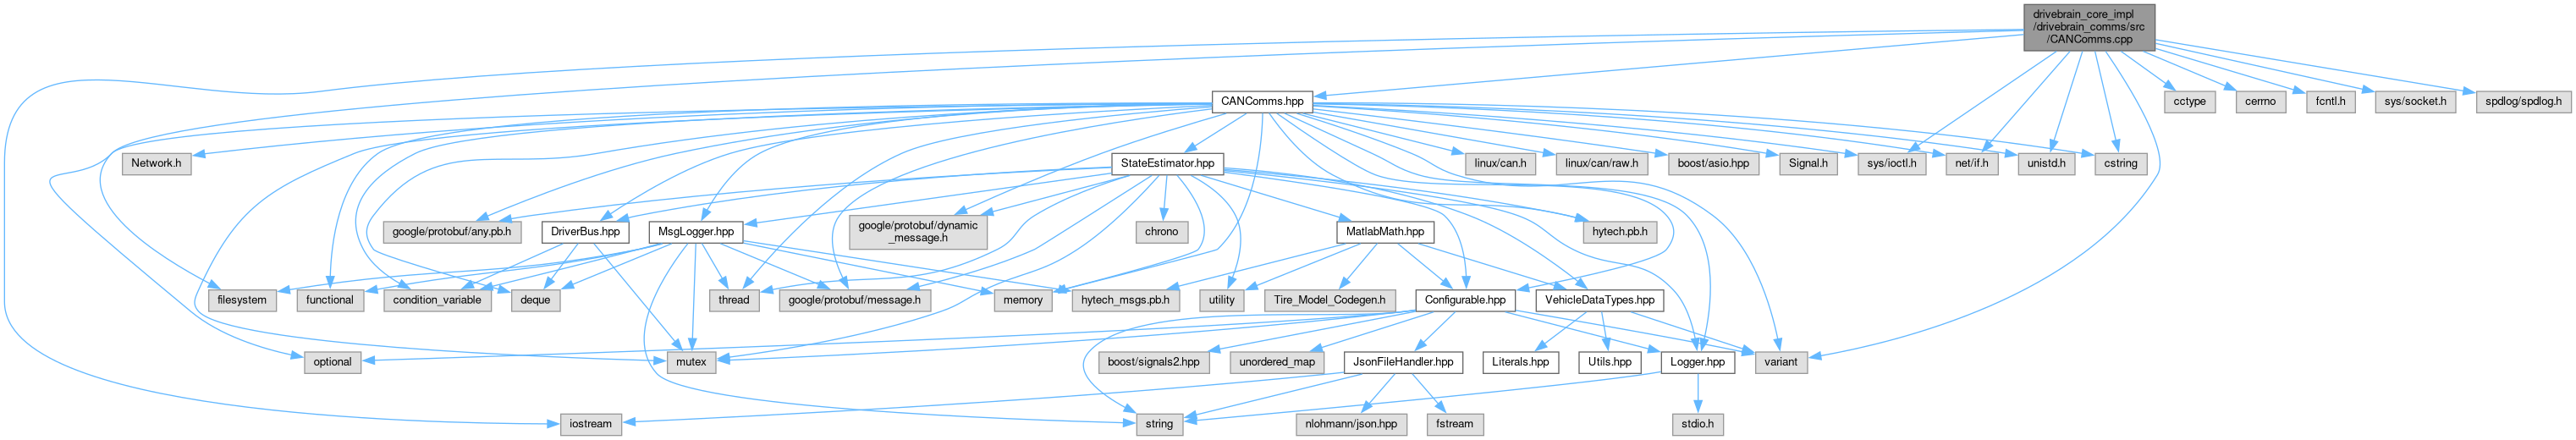 drivebrain_core_impl
/drivebrain_comms/src
/CANComms.cpp
CANComms.hpp
cctype
cerrno
fcntl.h
sys/socket.h
spdlog/spdlog.h
Network.h
StateEstimator.hpp
linux/can.h
linux/can/raw.h
boost/asio.hpp
Signal.h
sys/ioctl.h
net/if.h
unistd.h
cstring
google/protobuf/any.pb.h
DriverBus.hpp
MsgLogger.hpp
google/protobuf/dynamic
_message.h
chrono
MatlabMath.hpp
hytech.pb.h
filesystem
functional
condition_variable
deque
thread
google/protobuf/message.h
memory
hytech_msgs.pb.h
utility
Tire_Model_Codegen.h
Configurable.hpp
VehicleDataTypes.hpp
optional
mutex
boost/signals2.hpp
unordered_map
JsonFileHandler.hpp
Literals.hpp
Utils.hpp
Logger.hpp
variant
iostream
string
nlohmann/json.hpp
fstream
stdio.h